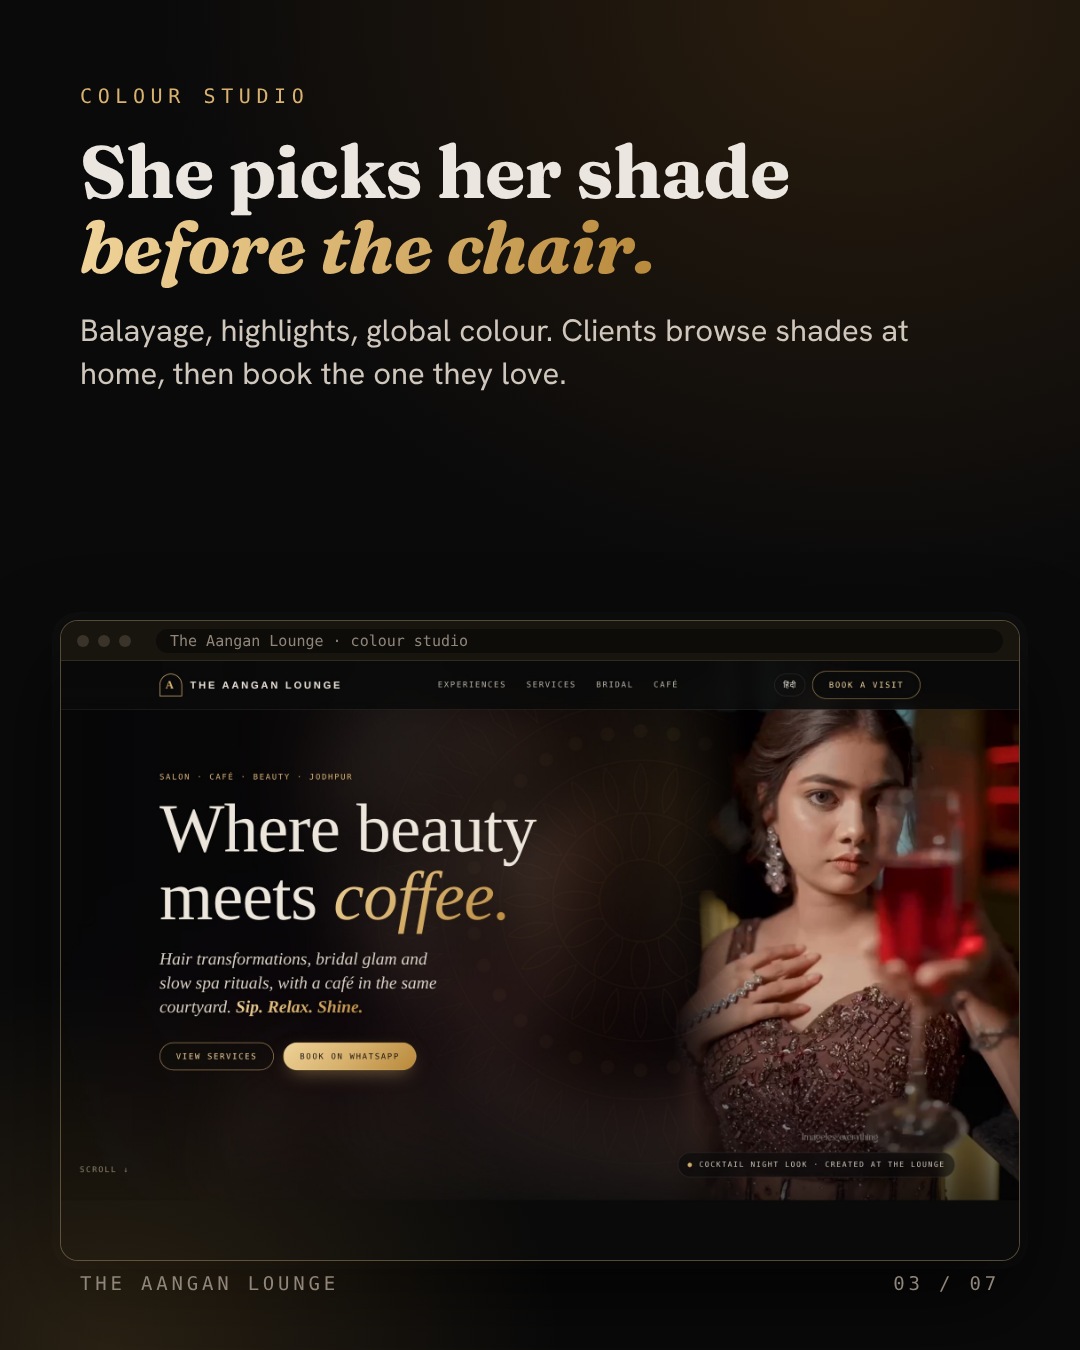 COLOUR STUDIO
She picks her shade
before the chair.
Balayage, highlights, global colour. Clients browse shades at
home, then book the one they love.
The Aangan Lounge · colour studio
A THE AANGAN LOUNGE EXPERIENCES SERVICES BRIDAL CAFÉ हिंदी BOOK A VISIT
SALON · CAFÉ · BEAUTY · JODHPUR
Where beauty
meets coffee.
Hair transformations, bridal glam and
slow spa rituals, with a café in the same
courtyard. Sip. Relax. Shine.
VIEW SERVICES BOOK ON WHATSAPP
SCROLL ↓
COCKTAIL NIGHT LOOK · CREATED AT THE LOUNGE
THE AANGAN LOUNGE 03 / 07